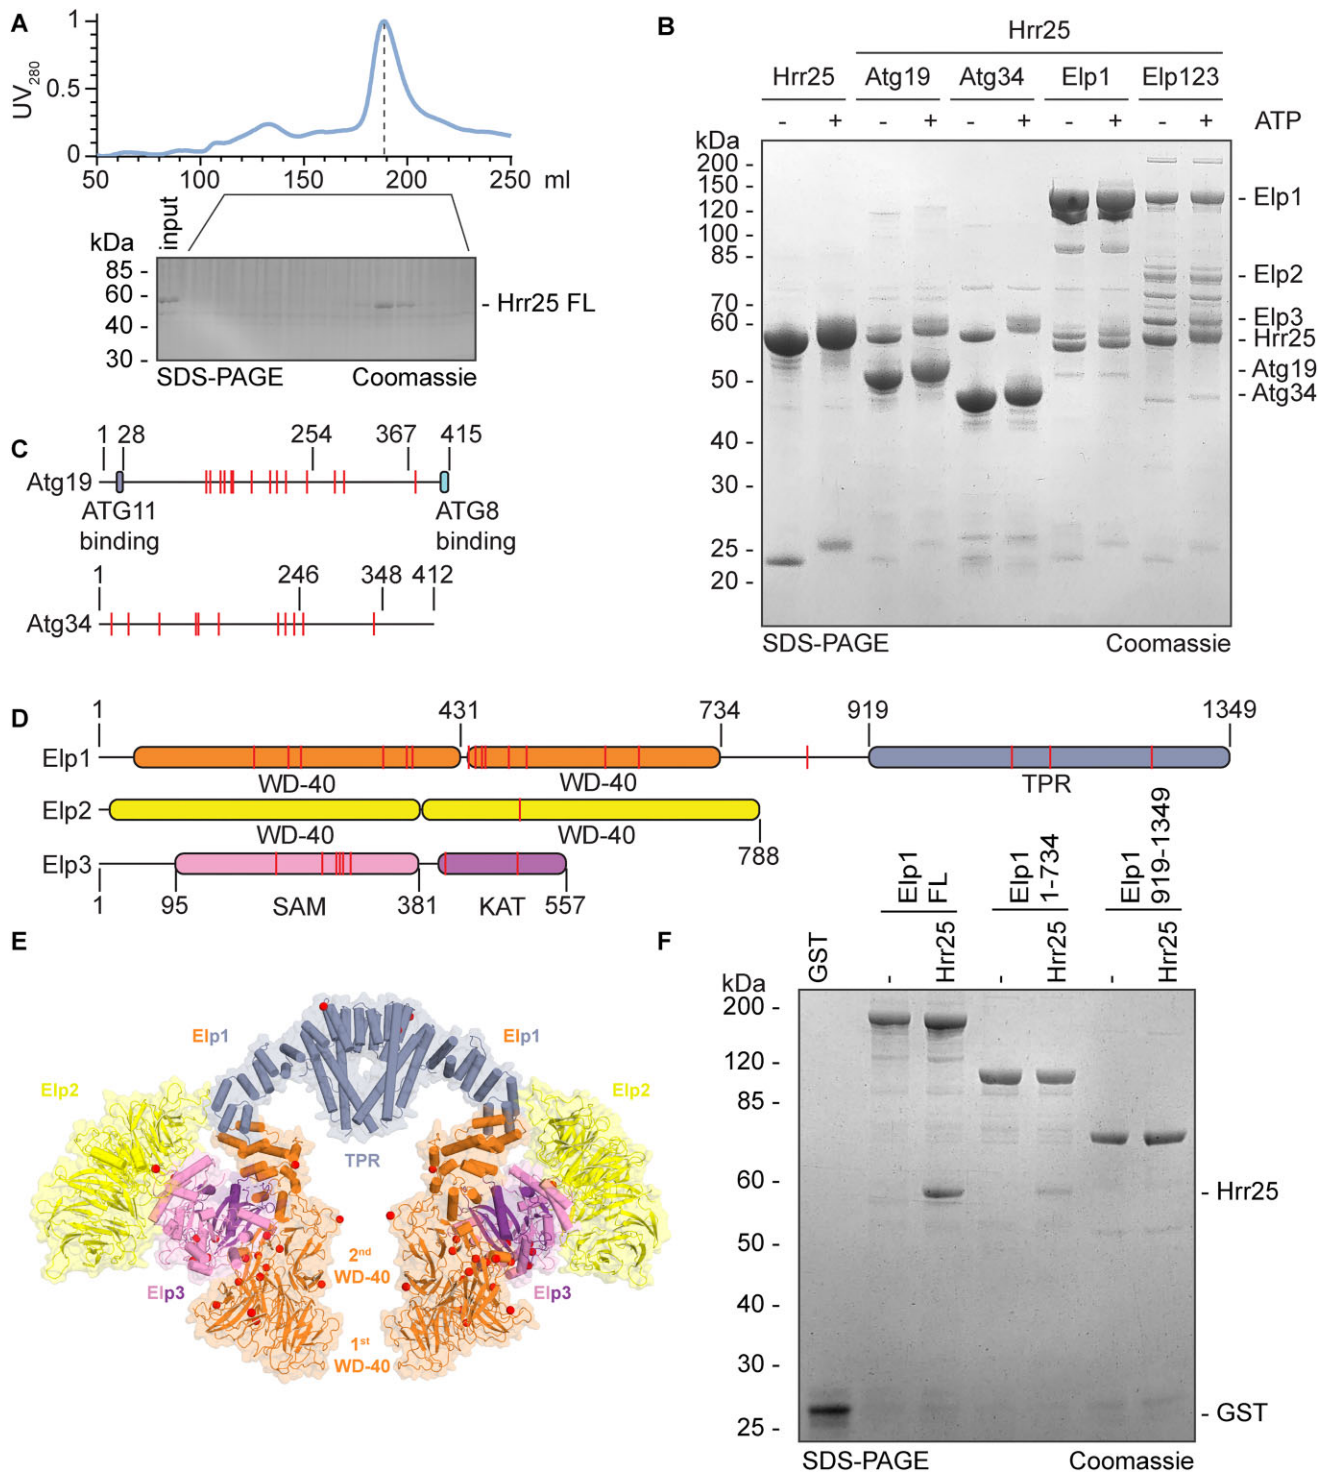 A
UV280
1
0.5
0
50 100 150 200 250 ml
input
kDa
85 -
60 -
40 -
30 -
- Hrr25 FL
SDS-PAGE Coomassie
B
Hrr25
Hrr25 Atg19 Atg34 Elp1 Elp123
- + - + - + - + - + ATP
kDa
200 -
150 -
120 -
100 -
85 -
70 -
60 -
50 -
40 -
30 -
25 -
20 -
- Elp1
- Elp2
- Elp3
- Hrr25
- Atg19
- Atg34
SDS-PAGE Coomassie
C
1 28 254 367 415
Atg19
ATG11 binding
ATG8 binding
1 246 348 412
Atg34
D
1 431 734 919 1349
Elp1
WD-40 WD-40 TPR
Elp2
WD-40 WD-40
788
Elp3
1 95 SAM 381 KAT 557
E
Elp1 Elp1
Elp2 Elp2
TPR
Elp3 Elp3
2nd WD-40
1st WD-40
F
GST
Elp1 FL
Elp1 1-734
Elp1 919-1349
- Hrr25 - Hrr25 - Hrr25
kDa
200 -
120 -
85 -
60 -
50 -
40 -
30 -
25 -
- Hrr25
- GST
SDS-PAGE Coomassie